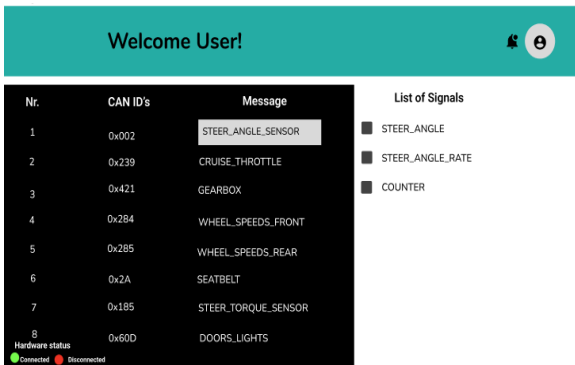 Welcome User!
Nr. CAN ID's Message List of Signals
1 0x002 STEER_ANGLE_SENSOR STEER_ANGLE
2 0x239 CRUISE_THROTTLE STEER_ANGLE_RATE
3 0x421 GEARBOX COUNTER
4 0x284 WHEEL_SPEEDS_FRONT
5 0x285 WHEEL_SPEEDS_REAR
6 0x2A SEATBELT
7 0x185 STEER_TORQUE_SENSOR
8 0x60D DOORS_LIGHTS
Hardware status
Connected Disconnected